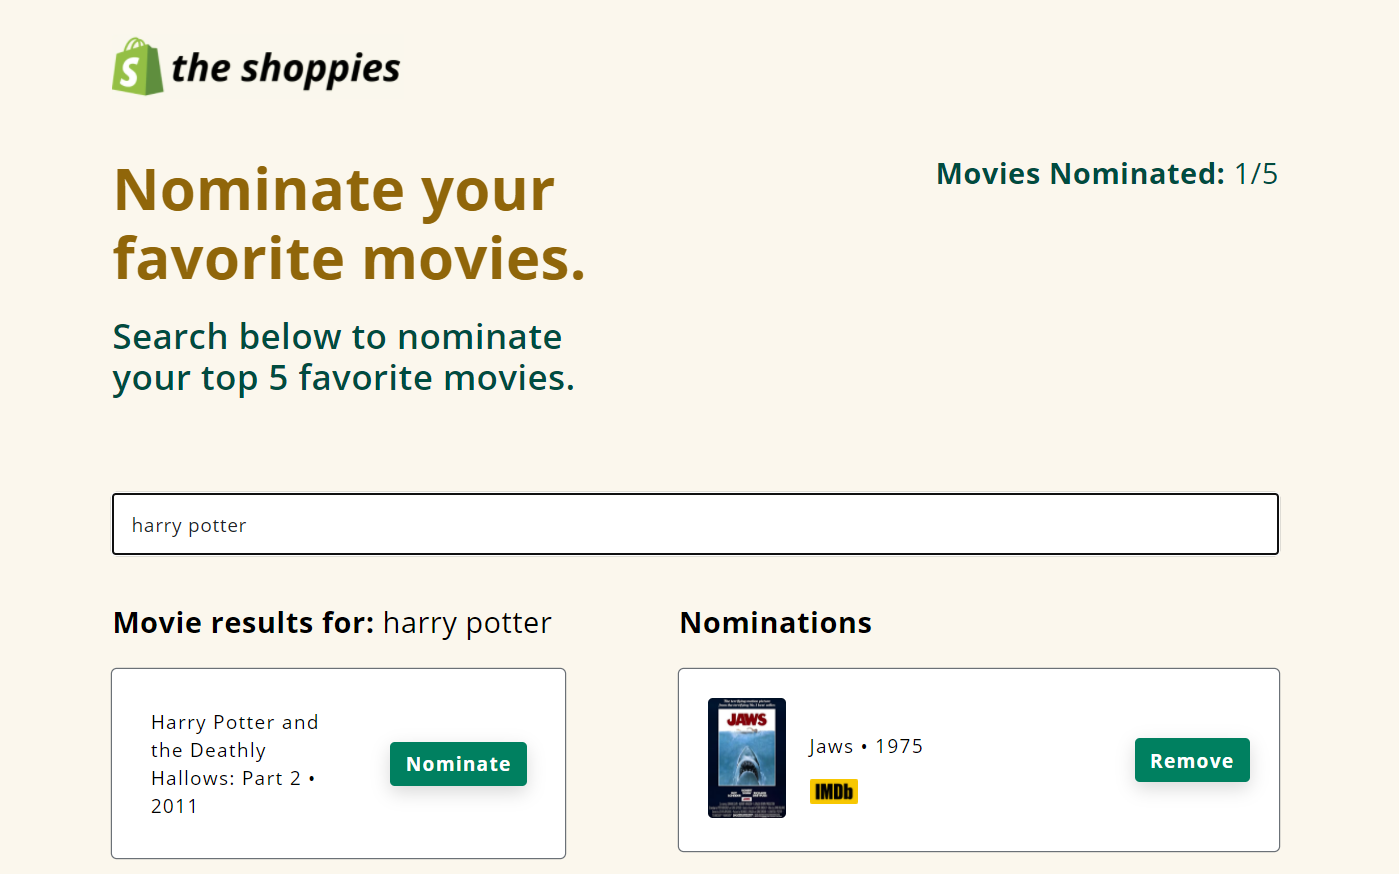 the shoppies
Nominate your
favorite movies.
Movies Nominated: 1/5
Search below to nominate
your top 5 favorite movies.
harry potter
Movie results for: harry potter
Harry Potter and
the Deathly
Hallows: Part 2 •
2011
Nominate
Nominations
JAWS
Jaws • 1975
IMDb
Remove